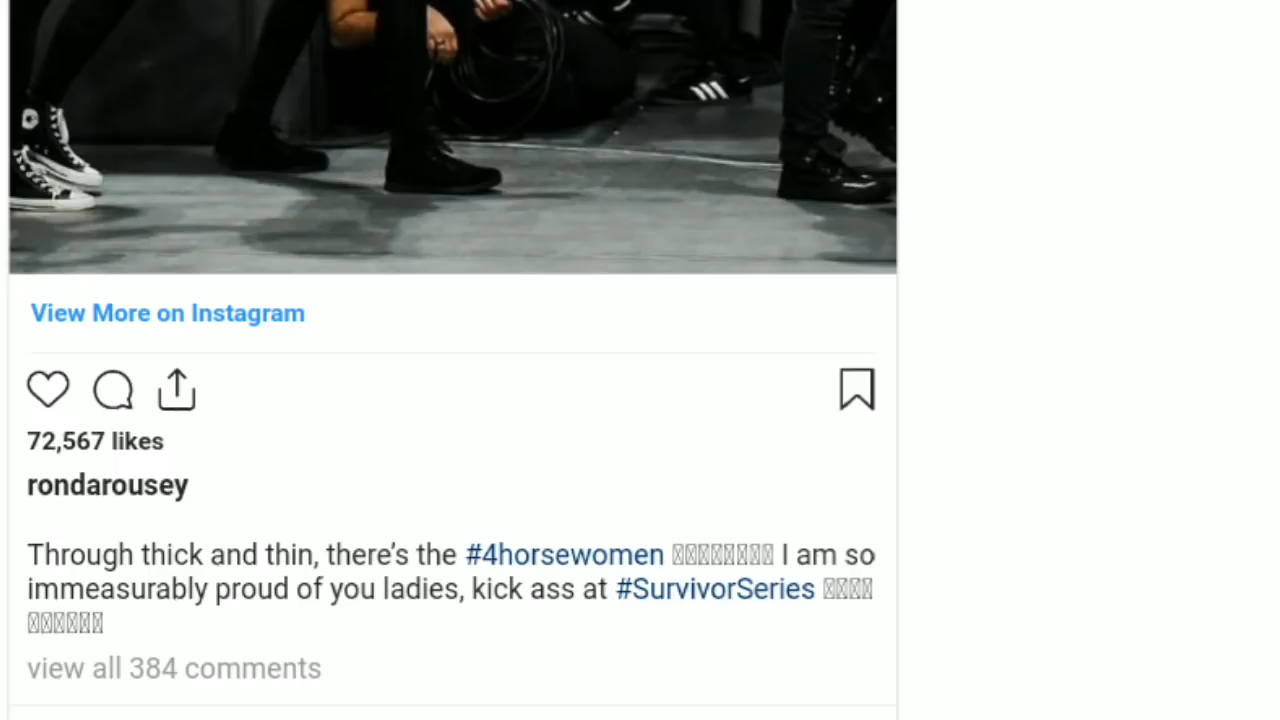 View More on Instagram
72,567 likes
rondarousey
Through thick and thin, there’s the #4horsewomen I am so
immeasurably proud of you ladies, kick ass at #SurvivorSeries
view all 384 comments